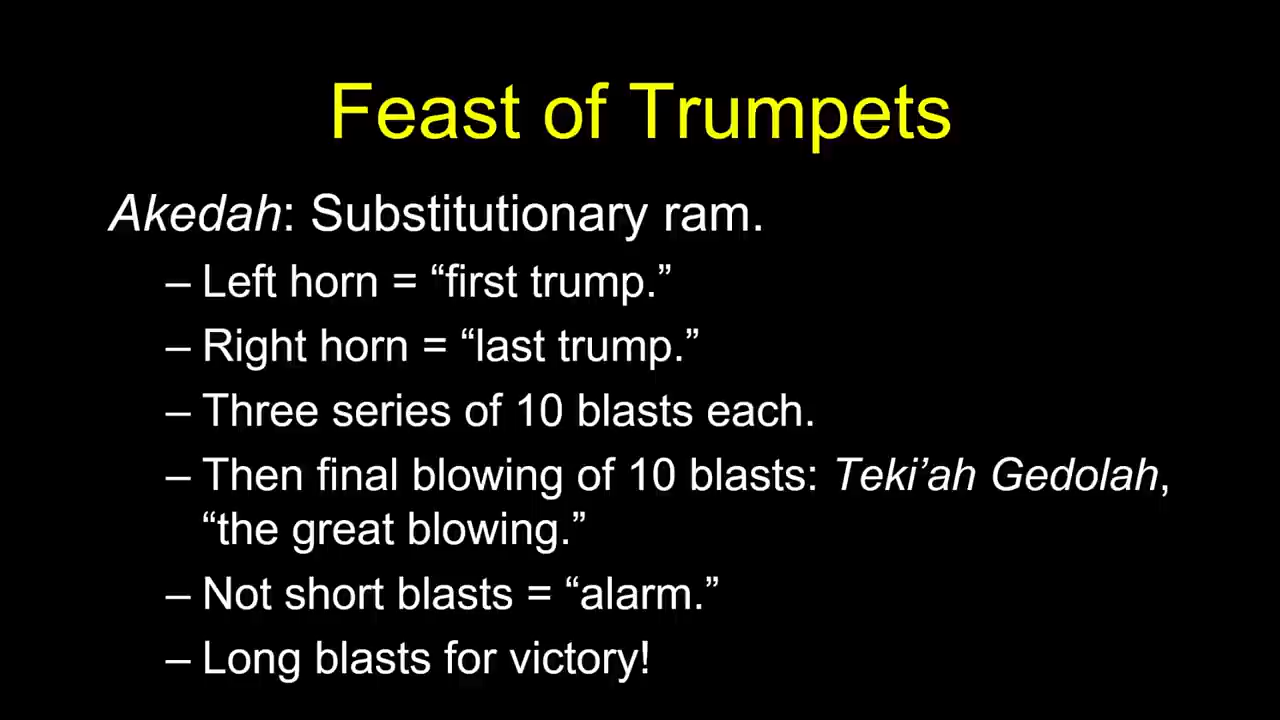 Feast of Trumpets
Akedah: Substitutionary ram.
– Left horn = “first trump.”
– Right horn = “last trump.”
– Three series of 10 blasts each.
– Then final blowing of 10 blasts: Teki’ah Gedolah,
“the great blowing.”
– Not short blasts = “alarm.”
– Long blasts for victory!